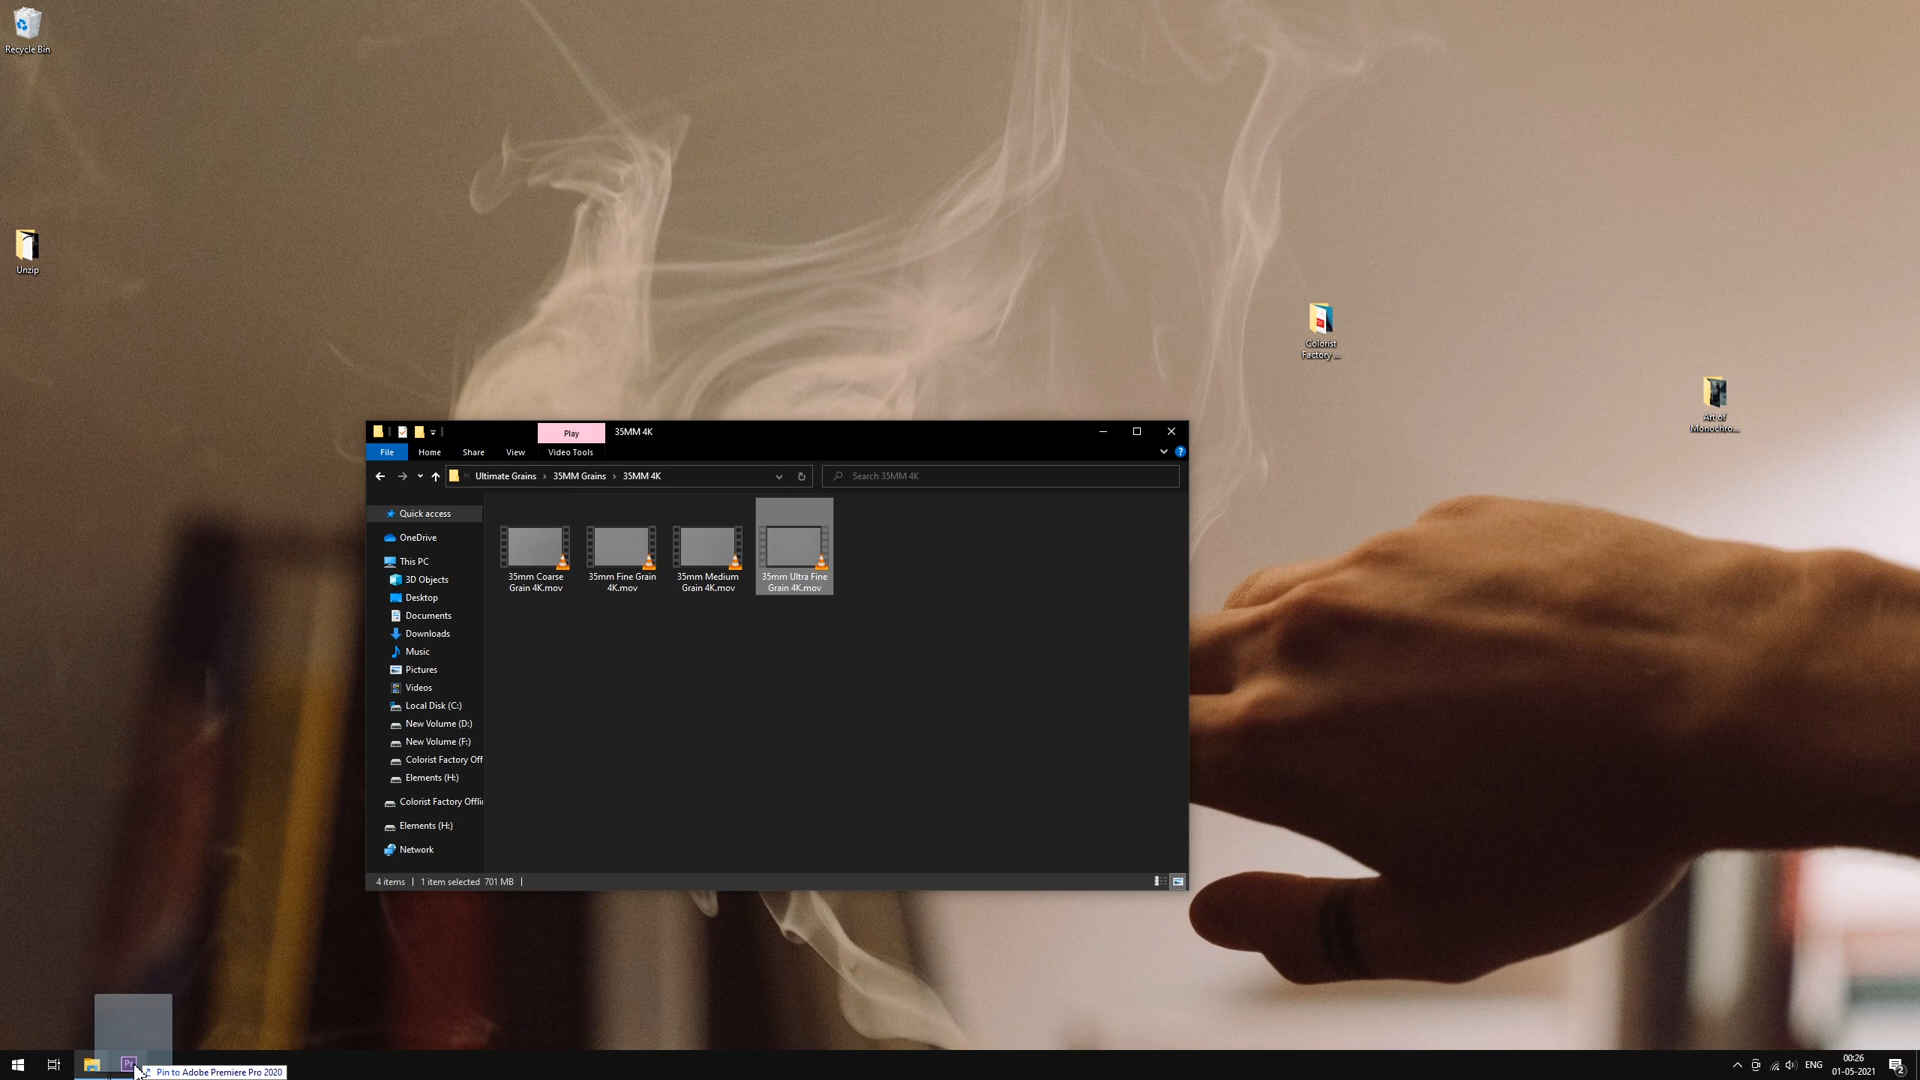 Recycle Bin
Unzip
Colorist
Factory ...
Art of
Monochro...
Play
35MM 4K
File
Home
Share
View
Video Tools
Ultimate Grains
35MM Grains
35MM 4K
Search 35MM 4K
Quick access
OneDrive
This PC
3D Objects
Desktop
Documents
Downloads
Music
Pictures
Videos
Local Disk (C:)
New Volume (D:)
New Volume (F:)
Colorist Factory Off
Elements (H:)
Colorist Factory Offli
Elements (H:)
Network
35mm Coarse
Grain 4K.mov
35mm Fine Grain
4K.mov
35mm Medium
Grain 4K.mov
35mm Ultra Fine
Grain 4K.mov
4 items
1 item selected 701 MB
Pr
Pin to Adobe Premiere Pro 2020
ENG
00:26
01-05-2021
2